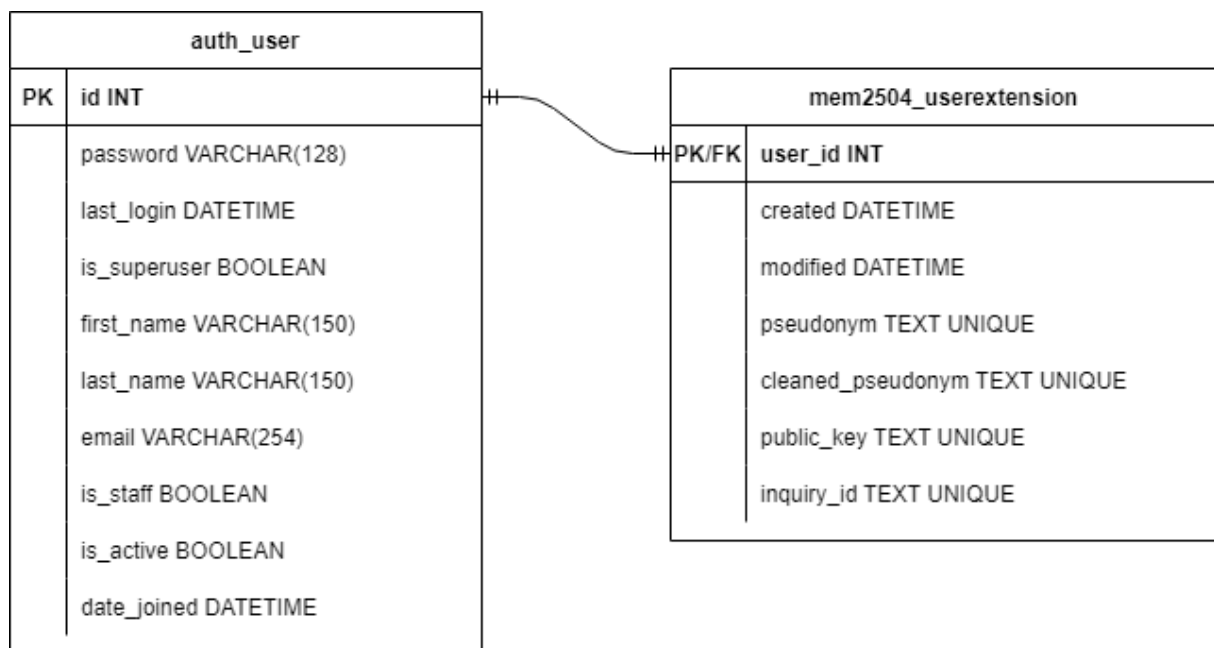 auth_user
PK id INT
password VARCHAR(128)
last_login DATETIME
is_superuser BOOLEAN
first_name VARCHAR(150)
last_name VARCHAR(150)
email VARCHAR(254)
is_staff BOOLEAN
is_active BOOLEAN
date_joined DATETIME
mem2504_userextension
PK/FK user_id INT
created DATETIME
modified DATETIME
pseudonym TEXT UNIQUE
cleaned_pseudonym TEXT UNIQUE
public_key TEXT UNIQUE
inquiry_id TEXT UNIQUE